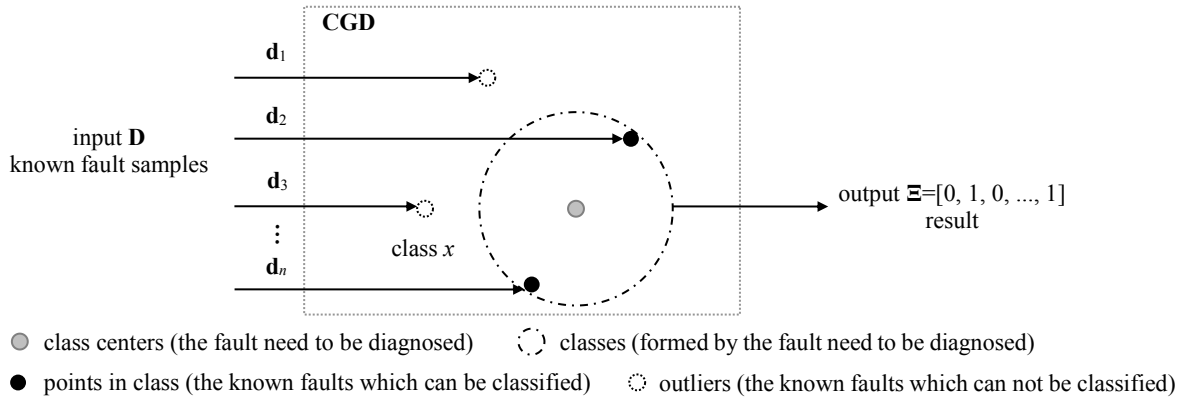 CGD
d1
d2
input D
known fault samples
d3
⋮
class x
dn
output Ξ=[0, 1, 0, ..., 1]
result
class centers (the fault need to be diagnosed)
classes (formed by the fault need to be diagnosed)
points in class (the known faults which can be classified)
outliers (the known faults which can not be classified)